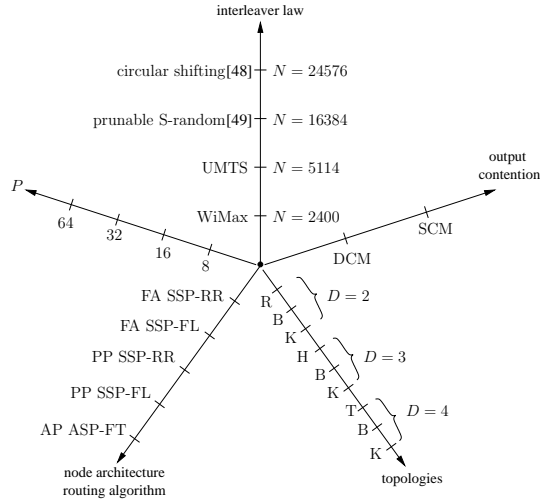 interleaver law
circular shifting[48] N = 24576
prunable S-random[49] N = 16384
UMTS N = 5114
WiMax N = 2400
output
contention
SCM
DCM
P
64
32
16
8
FA SSP-RR
FA SSP-FL
PP SSP-RR
PP SSP-FL
AP ASP-FT
node architecture
routing algorithm
R
B
K
D = 2
H
B
K
D = 3
T
B
K
D = 4
topologies